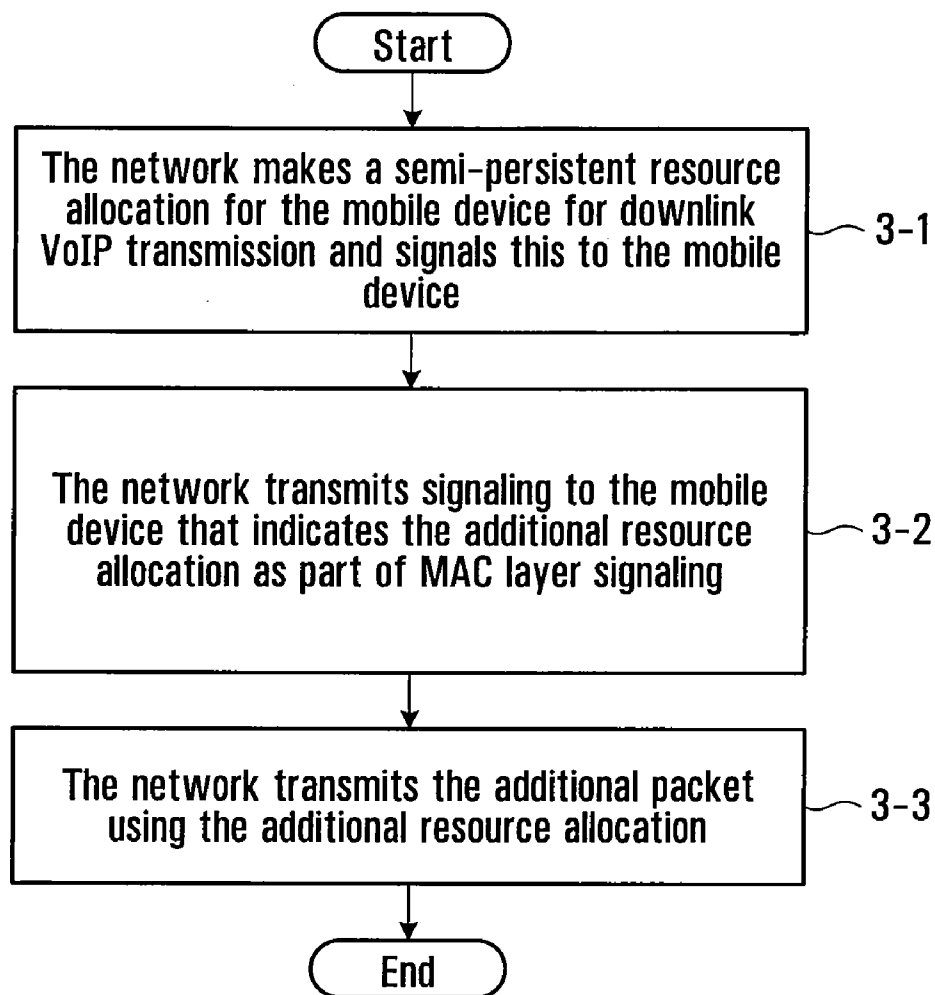 Start
The network makes a semi-persistent resource
allocation for the mobile device for downlink
VoIP transmission and signals this to the mobile
device
3-1
The network transmits signaling to the mobile
device that indicates the additional resource
allocation as part of MAC layer signaling
3-2
The network transmits the additional packet
using the additional resource allocation
3-3
End